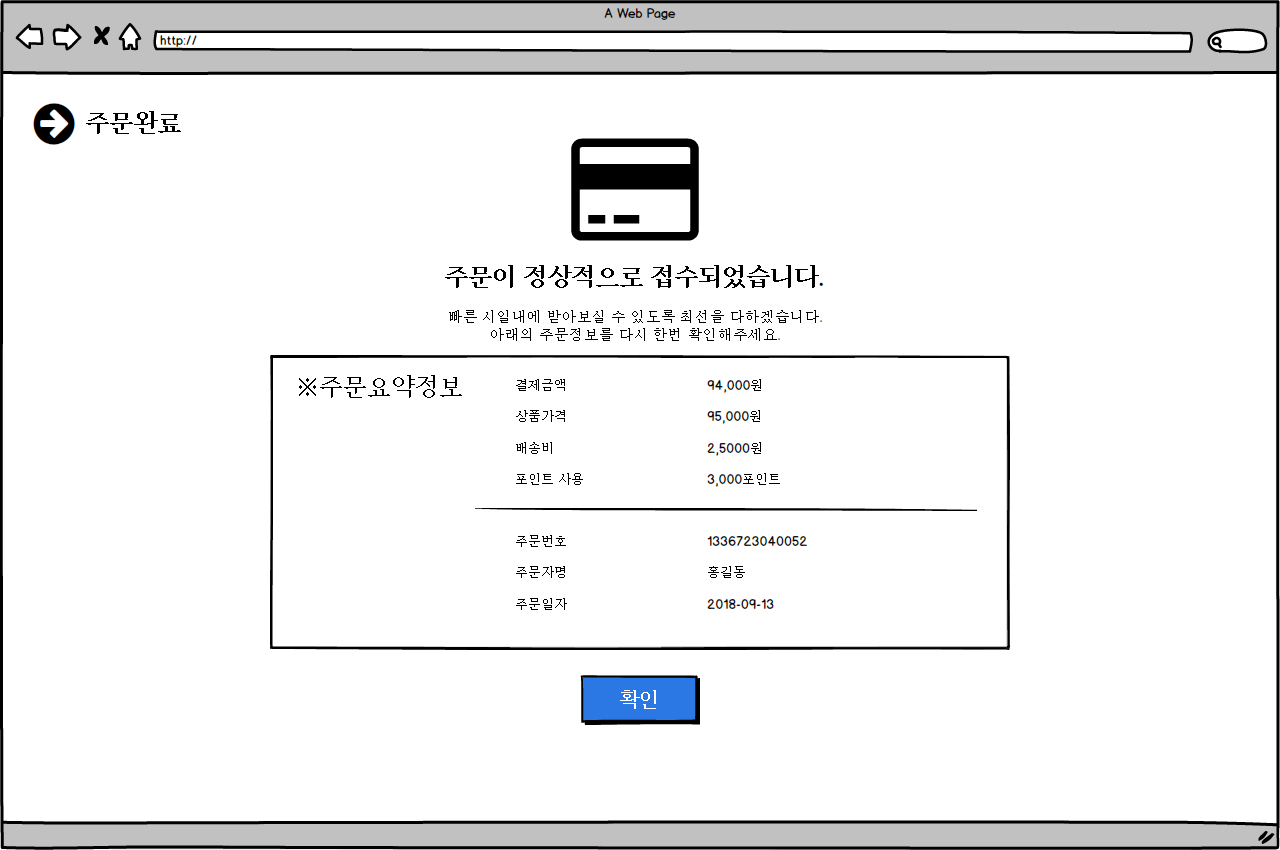 A Web Page
http://
주문완료
주문이 정상적으로 접수되었습니다.
빠른 시일내에 받아보실 수 있도록 최선을 다하겠습니다.
아래의 주문정보를 다시 한번 확인해주세요.
※주문요약정보
결제금액 94,000원
상품가격 95,000원
배송비 2,5000원
포인트 사용 3,000포인트
주문번호 1336723040052
주문자명 홍길동
주문일자 2018-09-13
확인